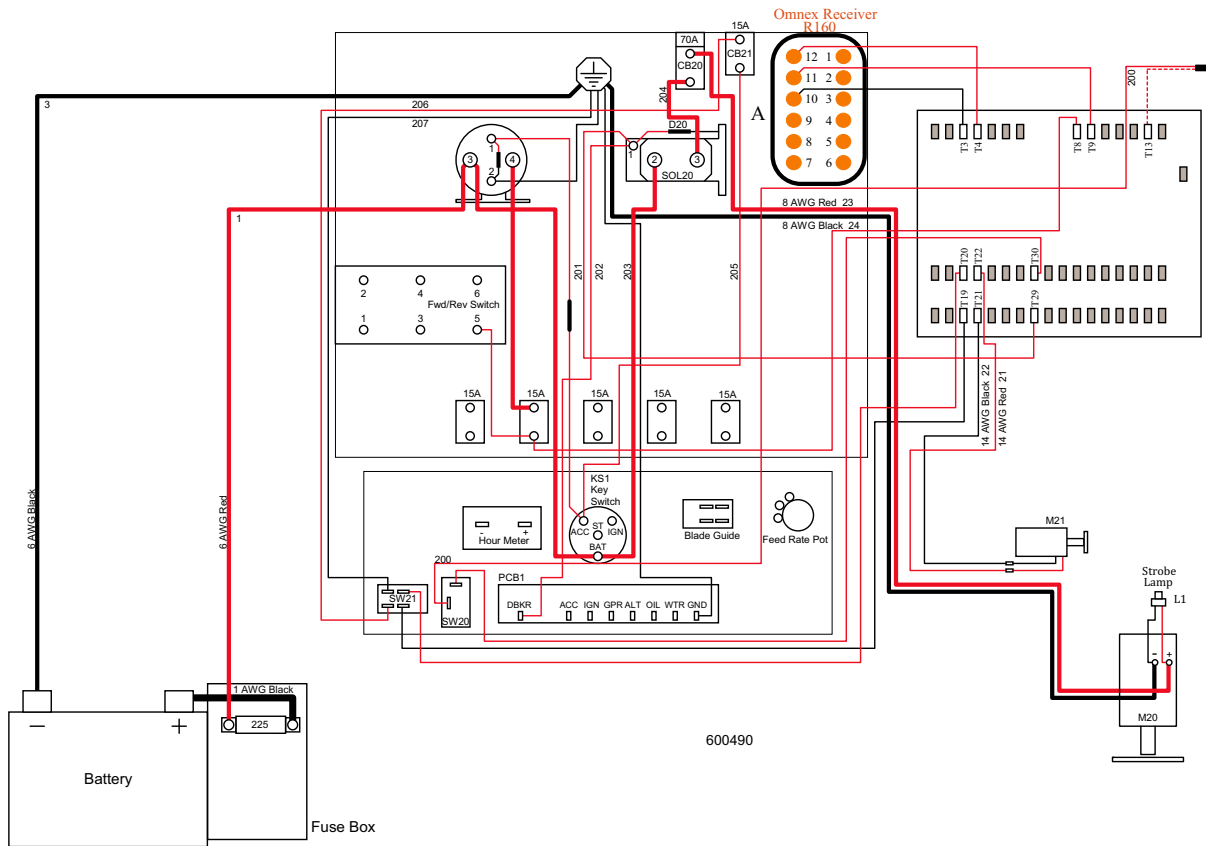 Omnex Receiver
R160
15A
70A
CB20
CB21
12 1
11 2
10 3
9 4
8 5
7 6
A
200
3
206
207
204
D20
1
2
3
4
1
2
3
SOL20
T3
T4
T8
T9
T13
1
8 AWG Red 23
8 AWG Black 24
201
202
203
205
T20
T22
T30
T19
T21
T29
2 4 6
Fwd/Rev Switch
1 3 5
15A
15A
15A
15A
15A
14 AWG Black 22
14 AWG Red 21
6 AWG Black
6 AWG Red
KS1
Key
Switch
ACC
ST
IGN
BAT
- +
Hour Meter
Blade Guide
Feed Rate Pot
M21
200
PCB1
SW21
SW20
DBKR
ACC IGN GPR ALT OIL WTR GND
Strobe
Lamp
L1
- +
M20
1 AWG Black
225
– +
Battery
Fuse Box
600490